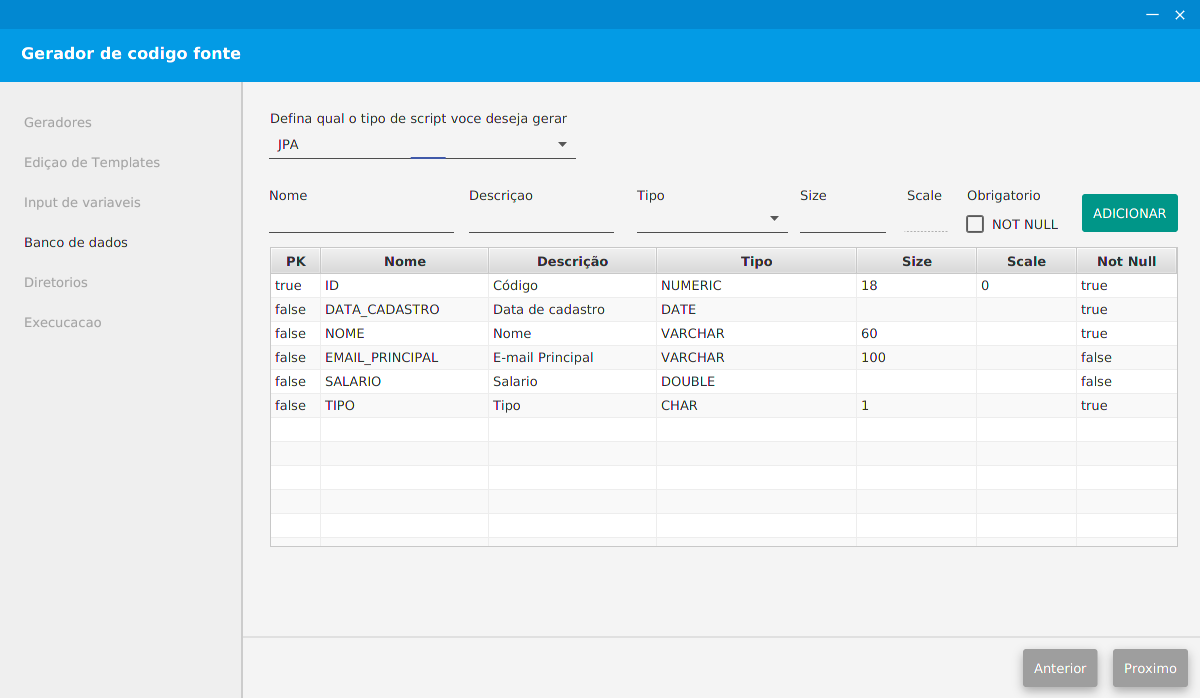 Gerador de codigo fonte
Geradores
Ediçao de Templates
Input de variaveis
Banco de dados
Diretorios
Execucacao
Defina qual o tipo de script voce deseja gerar
JPA
Nome Descriçao Tipo Size Scale Obrigatorio
NOT NULL
ADICIONAR
PK Nome Descrição Tipo Size Scale Not Null
true ID Código NUMERIC 18 0 true
false DATA_CADASTRO Data de cadastro DATE true
false NOME Nome VARCHAR 60 true
false EMAIL_PRINCIPAL E-mail Principal VARCHAR 100 false
false SALARIO Salario DOUBLE false
false TIPO Tipo CHAR 1 true
Anterior Proximo